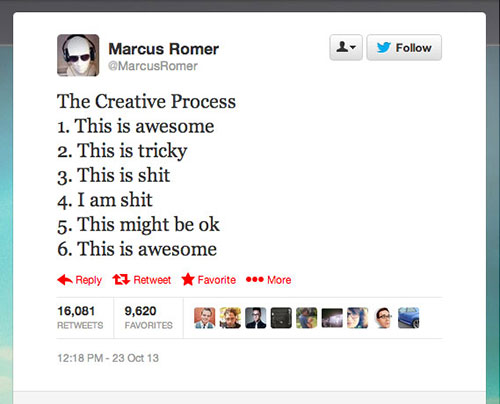 Marcus Romer
@MarcusRomer
Follow
The Creative Process
1. This is awesome
2. This is tricky
3. This is shit
4. I am shit
5. This might be ok
6. This is awesome
Reply Retweet Favorite More
16,081 9,620
RETWEETS FAVORITES
12:18 PM - 23 Oct 13